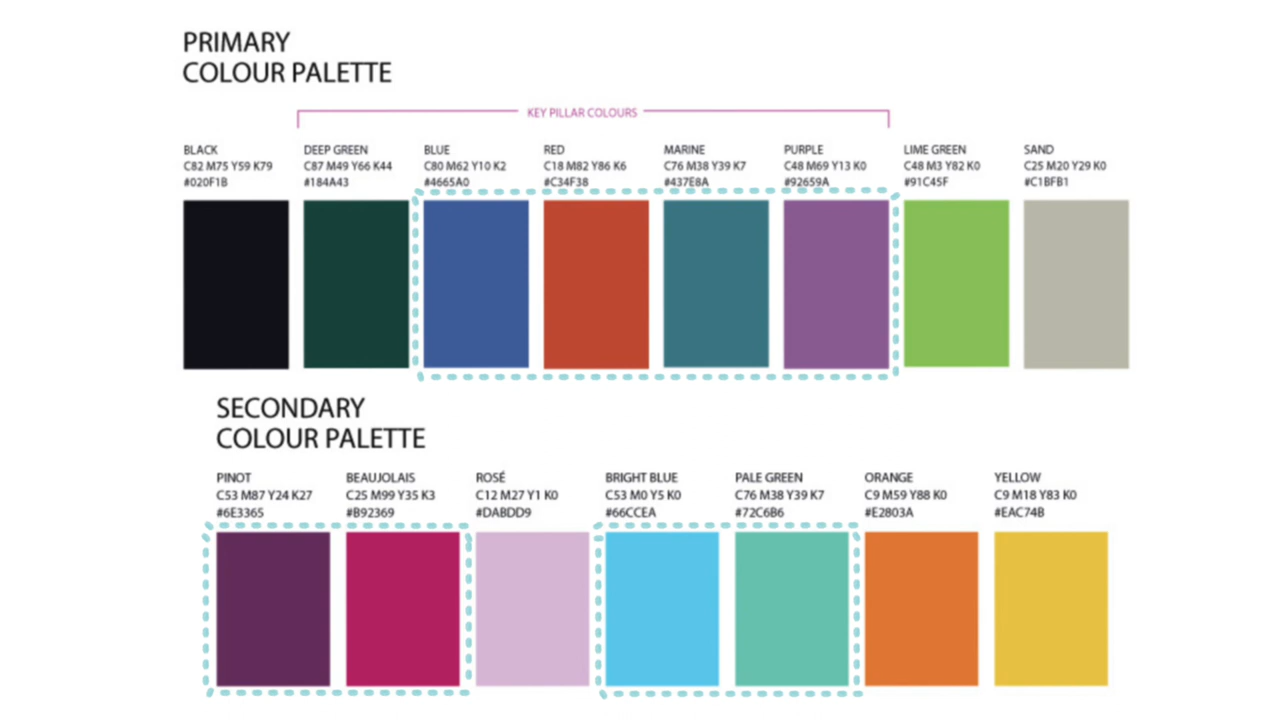 PRIMARY
COLOUR PALETTE
KEY PILLAR COLOURS
BLACK
C82 M75 Y59 K79
#020F1B
DEEP GREEN
C87 M49 Y66 K44
#184A43
BLUE
C80 M62 Y10 K2
#4665A0
RED
C18 M82 Y86 K6
#C34F38
MARINE
C76 M38 Y39 K7
#437E8A
PURPLE
C48 M69 Y13 K0
#92659A
LIME GREEN
C48 M3 Y82 K0
#91C45F
SAND
C25 M20 Y29 K0
#C1BFB1
SECONDARY
COLOUR PALETTE
PINOT
C53 M87 Y24 K27
#6E3365
BEAUJOLAIS
C25 M99 Y35 K3
#B92369
ROSÉ
C12 M27 Y1 K0
#DABDD9
BRIGHT BLUE
C53 M0 Y5 K0
#66CCEA
PALE GREEN
C76 M38 Y39 K7
#72C6B6
ORANGE
C9 M59 Y88 K0
#E2803A
YELLOW
C9 M18 Y83 K0
#EAC74B